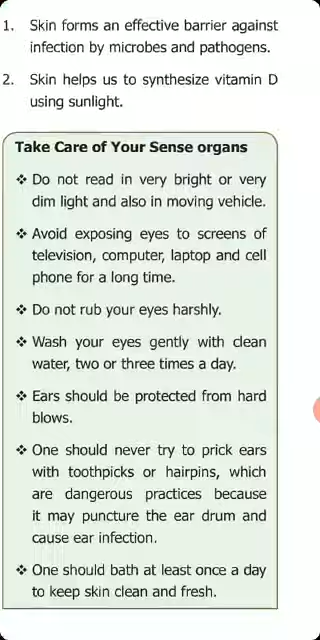 1. Skin forms an effective barrier against
infection by microbes and pathogens.
2. Skin helps us to synthesize vitamin D
using sunlight.
Take Care of Your Sense organs
❖ Do not read in very bright or very
dim light and also in moving vehicle.
❖ Avoid exposing eyes to screens of
television, computer, laptop and cell
phone for a long time.
❖ Do not rub your eyes harshly.
❖ Wash your eyes gently with clean
water, two or three times a day.
❖ Ears should be protected from hard
blows.
❖ One should never try to prick ears
with toothpicks or hairpins, which
are dangerous practices because
it may puncture the ear drum and
cause ear infection.
❖ One should bath at least once a day
to keep skin clean and fresh.